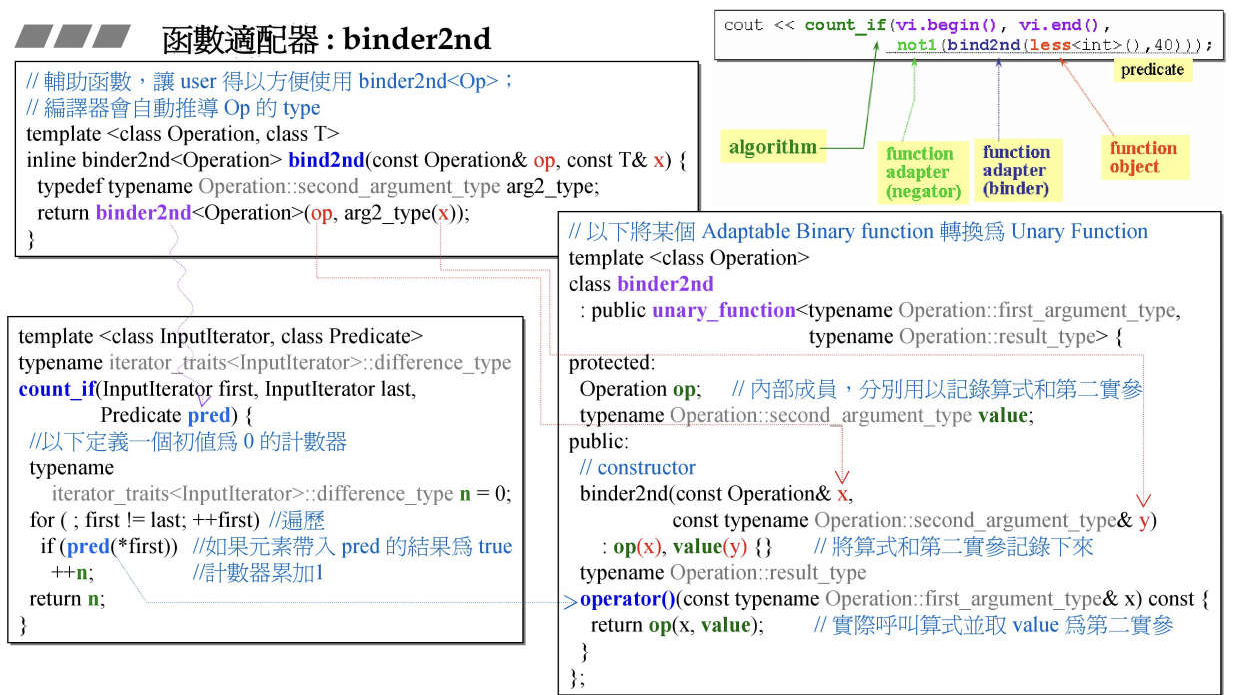 函數適配器 : binder2nd
cout << count_if(vi.begin(), vi.end(),
not1(bind2nd(less<int>(),40)));
predicate
algorithm
function
adapter
(negator)
function
adapter
(binder)
function
object
// 輔助函數，讓 user 得以方便使用 binder2nd<Op>；
// 編譯器會自動推導 Op 的 type
template <class Operation, class T>
inline binder2nd<Operation> bind2nd(const Operation& op, const T& x) {
typedef typename Operation::second_argument_type arg2_type;
return binder2nd<Operation>(op, arg2_type(x));
}
template <class InputIterator, class Predicate>
typename iterator_traits<InputIterator>::difference_type
count_if(InputIterator first, InputIterator last,
Predicate pred) {
//以下定義一個初值為 0 的計數器
typename
iterator_traits<InputIterator>::difference_type n = 0;
for ( ; first != last; ++first) //遍歷
if (pred(*first)) //如果元素帶入 pred 的結果為 true
++n; //計數器累加1
return n;
}
// 以下將某個 Adaptable Binary function 轉換為 Unary Function
template <class Operation>
class binder2nd
: public unary_function<typename Operation::first_argument_type,
typename Operation::result_type> {
protected:
Operation op; // 內部成員，分別用以記錄算式和第二實參
typename Operation::second_argument_type value;
public:
// constructor
binder2nd(const Operation& x,
const typename Operation::second_argument_type& y)
: op(x), value(y) {} // 將算式和第二實參記錄下來
typename Operation::result_type
operator()(const typename Operation::first_argument_type& x) const {
return op(x, value); // 實際呼叫算式並取 value 為第二實參
}
};